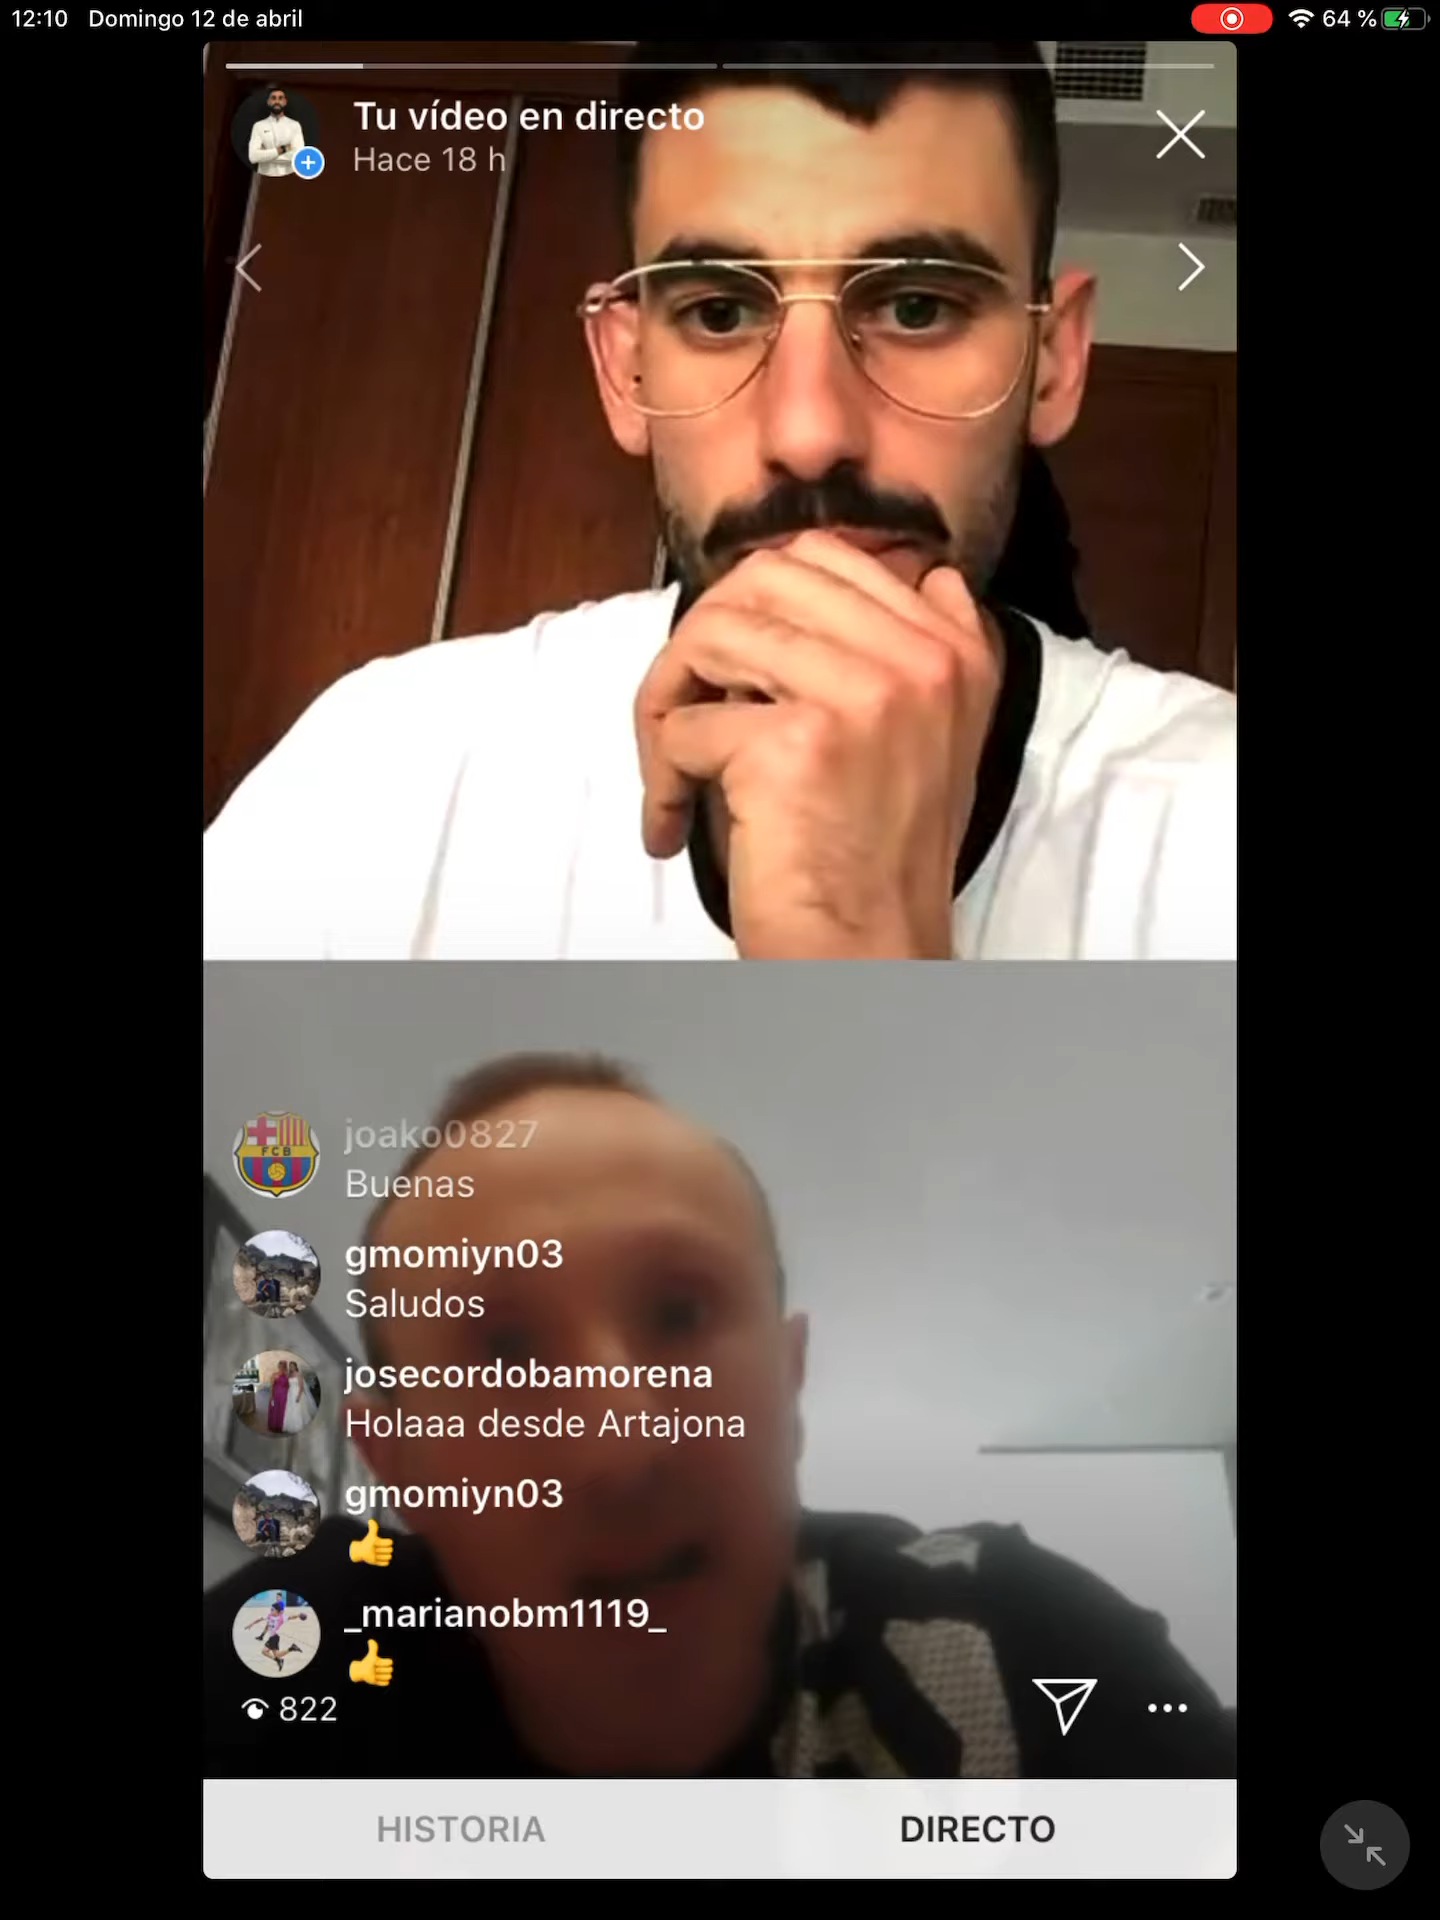 12:10 Domingo 12 de abril
64 %
Tu vídeo en directo
Hace 18 h
joako0827
FCB
Buenas
gmomiyn03
Saludos
josecordobamorena
Holaaa desde Artajona
gmomiyn03
👍
_marianobm1119_
👍
822
HISTORIA DIRECTO